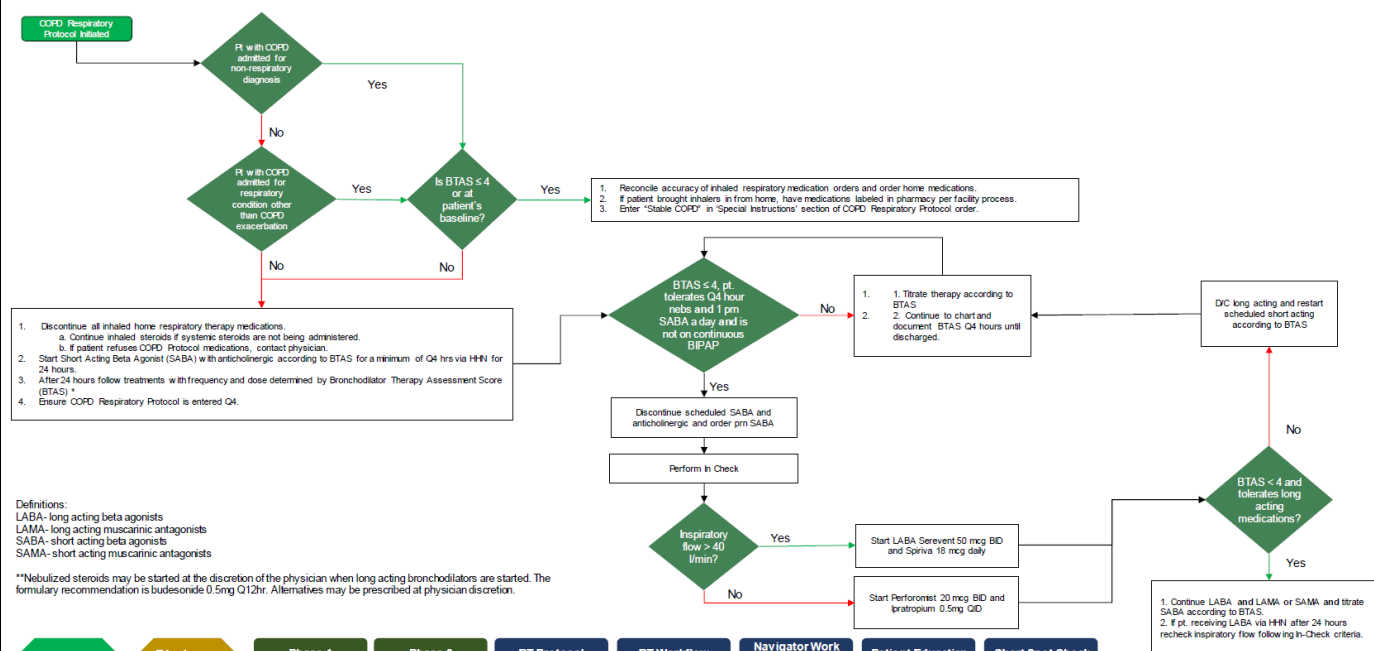 COPD Respiratory
Protocol Initiated
Pt with COPD
admitted for
non-respiratory
diagnosis
Yes
No
Pt with COPD
admitted for
respiratory
condition other
than COPD
exacerbation
Yes
No
Is BTAS ≤ 4
or at
patient's
baseline?
Yes
No
1. Reconcile accuracy of inhaled respiratory medication orders and order home medications.
2. If patient brought inhalers in from home, have medications labeled in pharmacy per facility process.
3. Enter "Stable COPD" in 'Special Instructions' section of COPD Respiratory Protocol order.
1. Discontinue all inhaled home respiratory therapy medications.
a. Continue inhaled steroids if systemic steroids are not being administered.
b. If patient refuses COPD Protocol medications, contact physician.
2. Start Short Acting Beta Agonist (SABA) with anticholinergic according to BTAS for a minimum of Q4 hrs via HHN for
24 hours.
3. After 24 hours follow treatments with frequency and dose determined by Bronchodilator Therapy Assessment Score
(BTAS) *
4. Ensure COPD Respiratory Protocol is entered Q4.
BTAS ≤ 4, pt.
tolerates Q4 hour
nebs and 1 prn
SABA a day and is
not on continuous
BIPAP
No
Yes
1. 1. Titrate therapy according to
BTAS
2. 2. Continue to chart and
document BTAS Q4 hours until
discharged.
D/C long acting and restart
scheduled short acting
according to BTAS
Discontinue scheduled SABA and
anticholinergic and order prn SABA
Perform In Check
Inspiratory
flow > 40
l/min?
Yes
No
Start LABA Serevent 50 mcg BID
and Spiriva 18 mcg daily
Start Perforomist 20 mcg BID and
Ipratropium 0.5mg QID
BTAS < 4 and
tolerates long
acting
medications?
No
Yes
1. Continue LABA and LAMA or SAMA and titrate
SABA according to BTAS.
2. If pt. receiving LABA via HHN after 24 hours
recheck inspiratory flow following In-Check criteria.
Definitions:
LABA- long acting beta agonists
LAMA- long acting muscarinic antagonists
SABA- short acting beta agonists
SAMA- short acting muscarinic antagonists
**Nebulized steroids may be started at the discretion of the physician when long acting bronchodilators are started. The
formulary recommendation is budesonide 0.5mg Q12hr. Alternatives may be prescribed at physician discretion.
Navigator Work